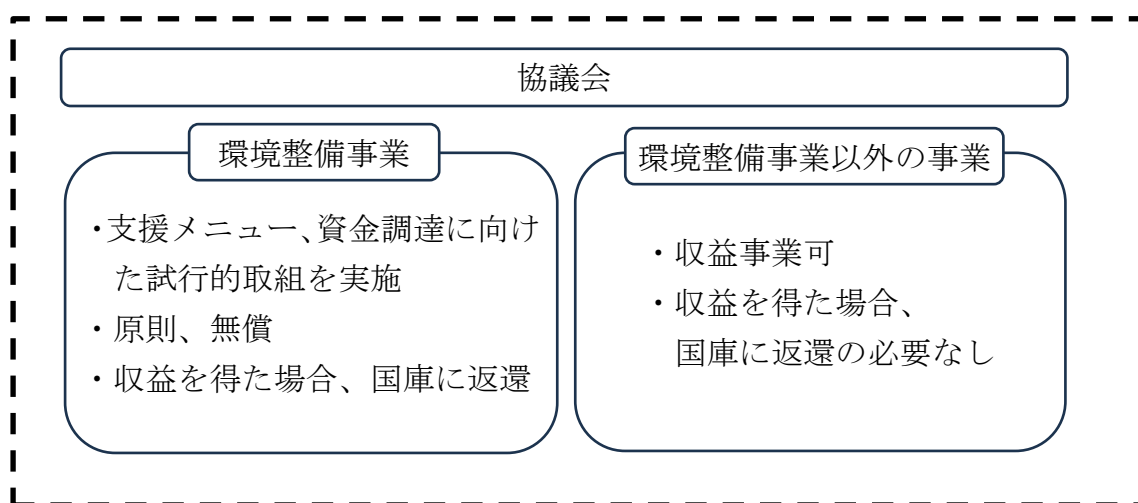 協議会
環境整備事業
・支援メニュー、資金調達に向け
た試行的取組を実施
・原則、無償
・収益を得た場合、国庫に返還
環境整備事業以外の事業
・収益事業可
・収益を得た場合、
国庫に返還の必要なし